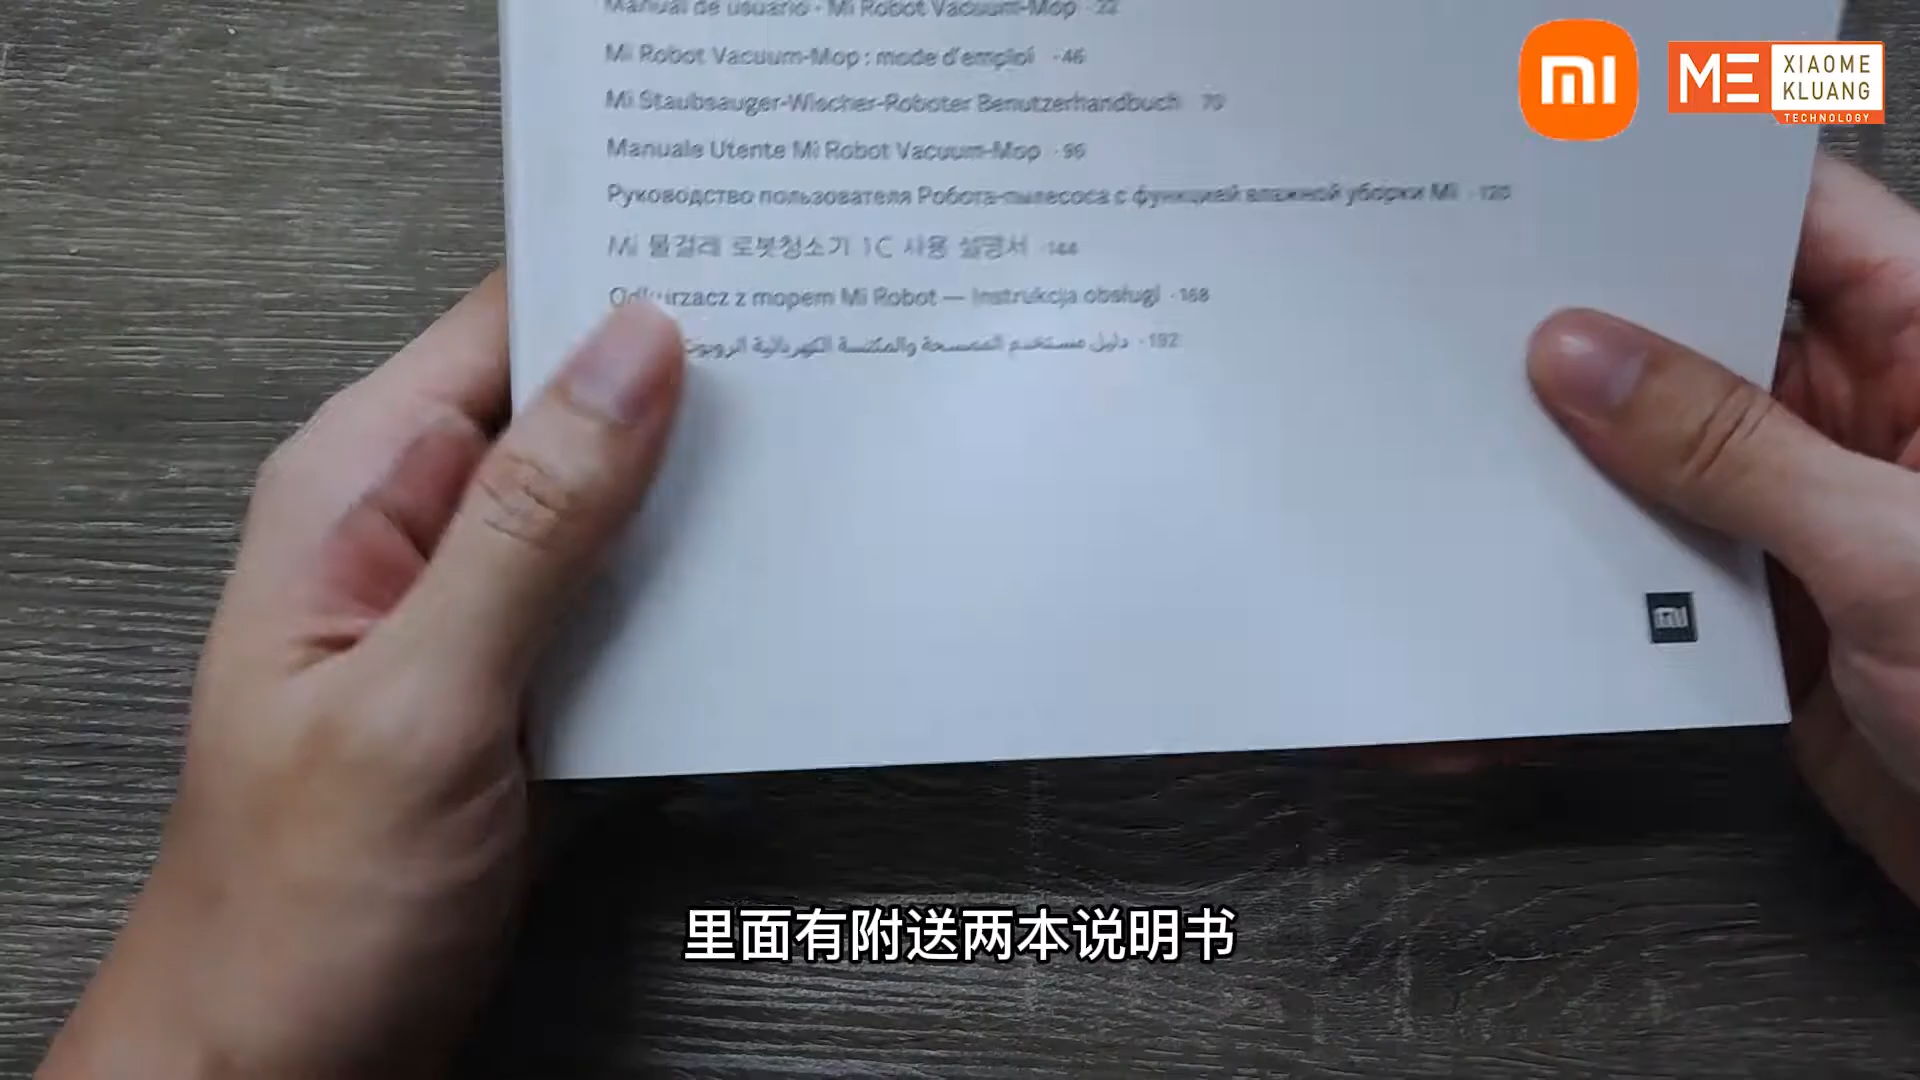 Manual de usuario · Mi Robot Vacuum-Mop · 22
Mi Robot Vacuum-Mop : mode d'emploi · 46
Mi Staubsauger-Wischer-Roboter Benutzerhandbuch · 70
Manuale Utente Mi Robot Vacuum-Mop · 96
Руководство пользователя Робота-пылесоса с функцией влажной уборки Mi · 120
Mi 물걸레 로봇청소기 1C 사용 설명서 · 144
z mopem Mi Robot — Instrukcja obsługi · 168
دليل مستخدم الممسحة والمكنسة الكهربائية · 192
mi
mi
ME XIAOME KLUANG
TECHNOLOGY
里面有附送两本说明书